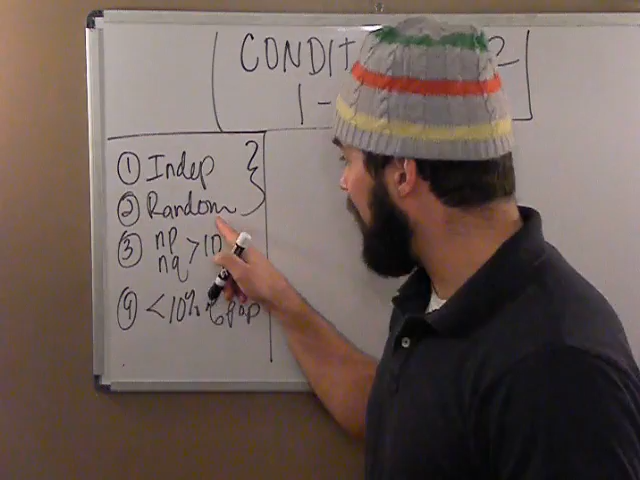 CONDIT
1-
① Indep
② Random
③ np
nq >10
④ <10% of pop